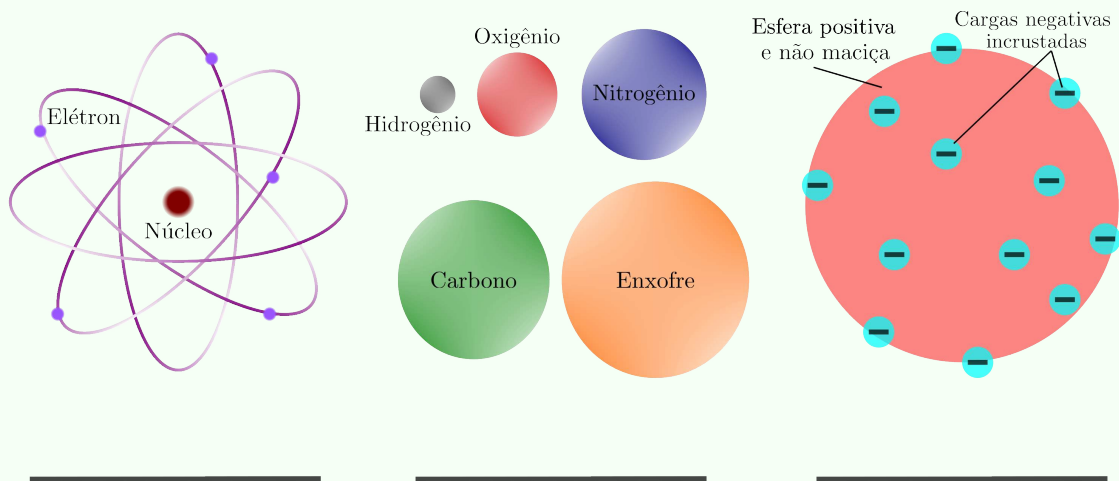 Elétron
Núcleo
Oxigênio
Hidrogênio
Nitrogênio
Carbono
Enxofre
Esfera positiva
e não maciça
Cargas negativas
incrustadas